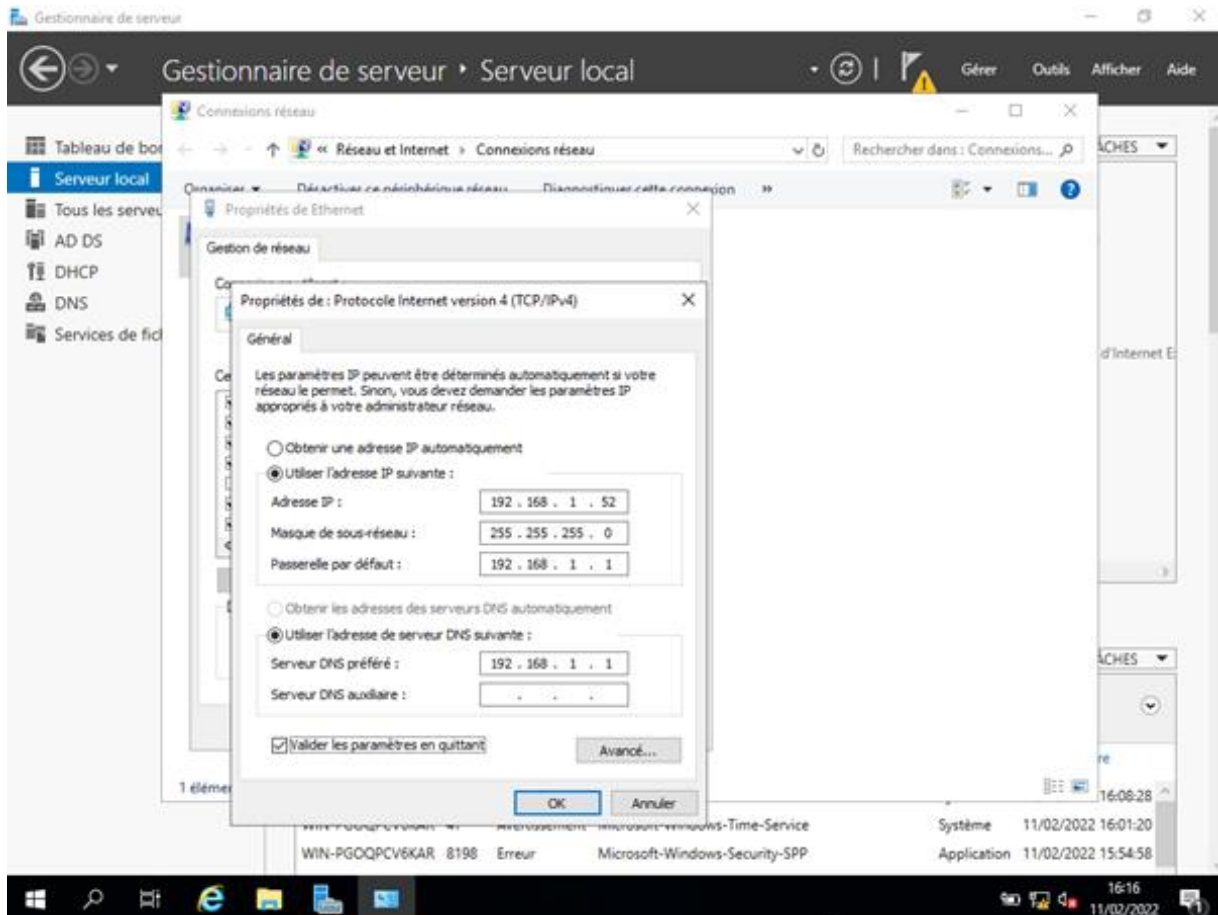 Gestionnaire de serveur
Gestionnaire de serveur ‣ Serveur local
Gérer Outils Afficher Aide
Connexions réseau
« Réseau et Internet > Connexions réseau
Rechercher dans : Connexions...
Organiser Désactiver ce périphérique réseau Diagnostiquer cette connexion »
Tableau de bor
Serveur local
Tous les serveu
AD DS
DHCP
DNS
Services de fich
Propriétés de Ethernet
Gestion de réseau
Propriétés de : Protocole Internet version 4 (TCP/IPv4)
Général
Les paramètres IP peuvent être déterminés automatiquement si votre
réseau le permet. Sinon, vous devez demander les paramètres IP
appropriés à votre administrateur réseau.
Obtenir une adresse IP automatiquement
Utiliser l'adresse IP suivante :
Adresse IP : 192 . 168 . 1 . 52
Masque de sous-réseau : 255 . 255 . 255 . 0
Passerelle par défaut : 192 . 168 . 1 . 1
Obtenir les adresses des serveurs DNS automatiquement
Utiliser l'adresse de serveur DNS suivante :
Serveur DNS préféré : 192 . 168 . 1 . 1
Serveur DNS auxiliaire : . . .
Valider les paramètres en quittant
Avancé...
OK Annuler
ÂCHES
d'Internet E
ÂCHES
re
1 éléme
16:08:28
Microsoft-Windows-Time-Service Système 11/02/2022 16:01:20
WIN-PGOQPCV6KAR 8198 Erreur Microsoft-Windows-Security-SPP Application 11/02/2022 15:54:58
16:16
11/02/2022